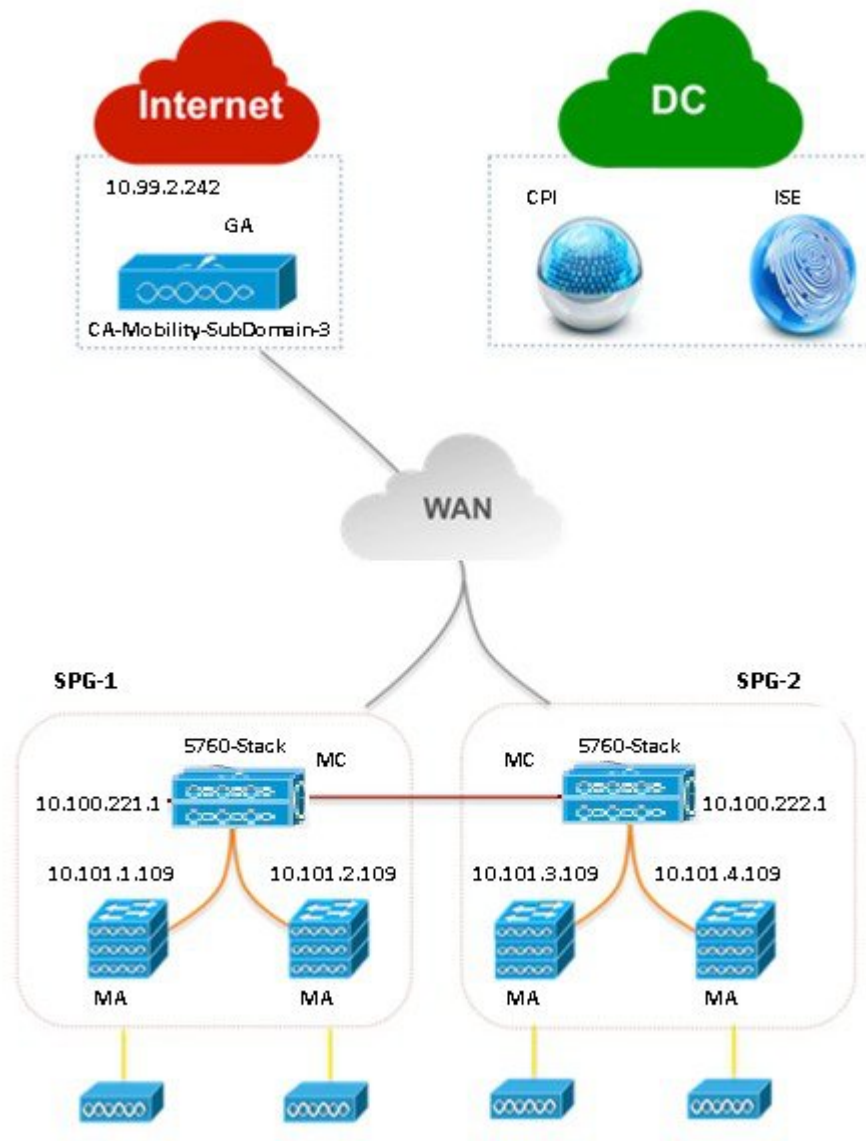 Internet
DC
10.99.2.242
GA
CA-Mobility-SubDomain-3
CPI
ISE
WAN
SPG-1
SPG-2
5760-Stack
MC
MC
5760-Stack
10.100.221.1
10.100.222.1
10.101.1.109
10.101.2.109
10.101.3.109
10.101.4.109
MA
MA
MA
MA